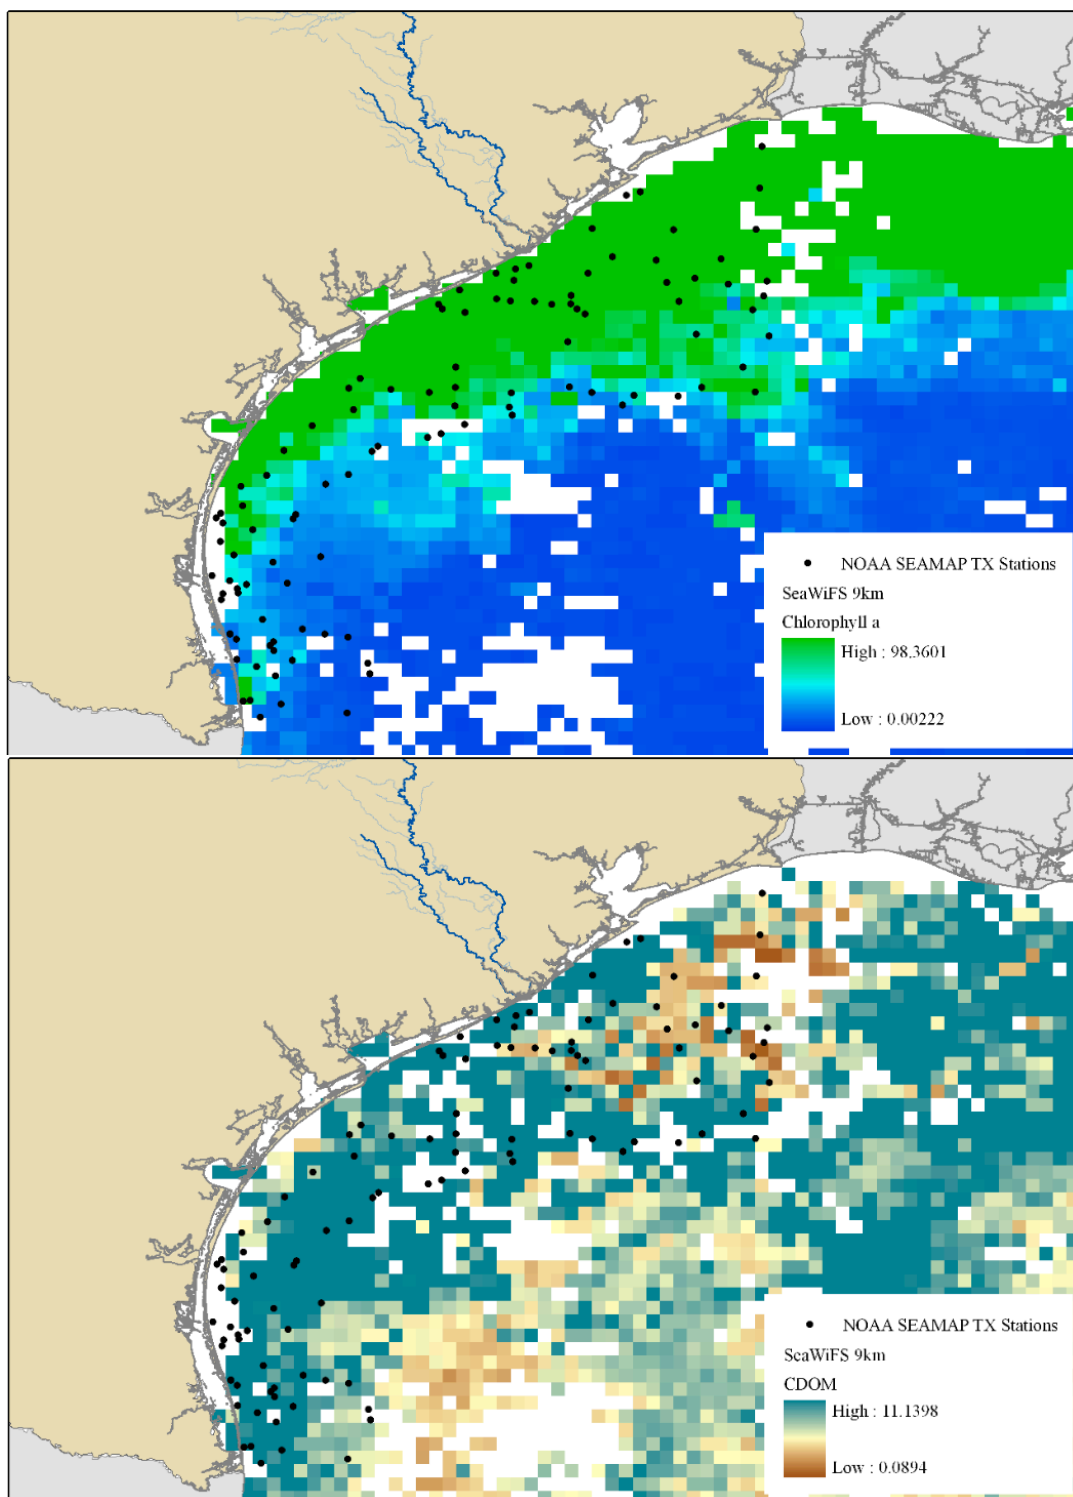 NOAA SEAMAP TX Stations
SeaWiFS 9km
Chlorophyll a
High : 98.3601
Low : 0.00222
NOAA SEAMAP TX Stations
SeaWiFS 9km
CDOM
High : 11.1398
Low : 0.0894